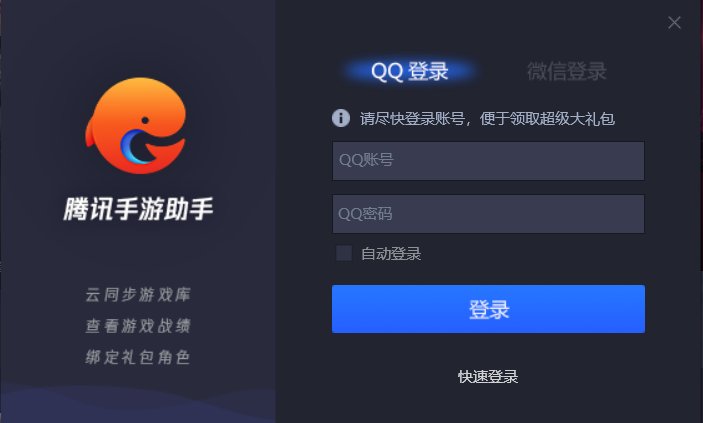 腾讯手游助手
云同步游戏库
查看游戏战绩
绑定礼包角色
QQ 登录
微信登录
请尽快登录账号，便于领取超级大礼包
QQ账号
QQ密码
自动登录
登录
快速登录